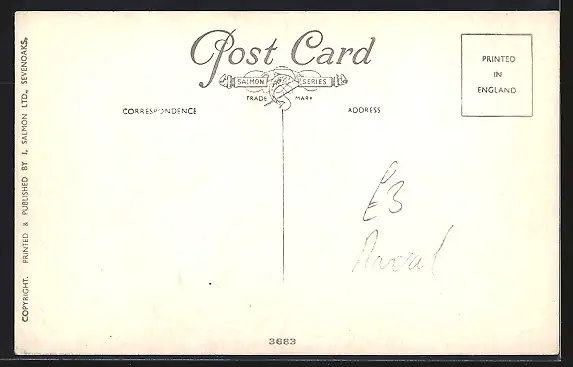 Post Card
SALMON SERIES
TRADE MARK
CORRESPONDENCE
ADDRESS
PRINTED
IN
ENGLAND
COPYRIGHT. PRINTED & PUBLISHED BY J. SALMON LTD., SEVENOAKS.
3683